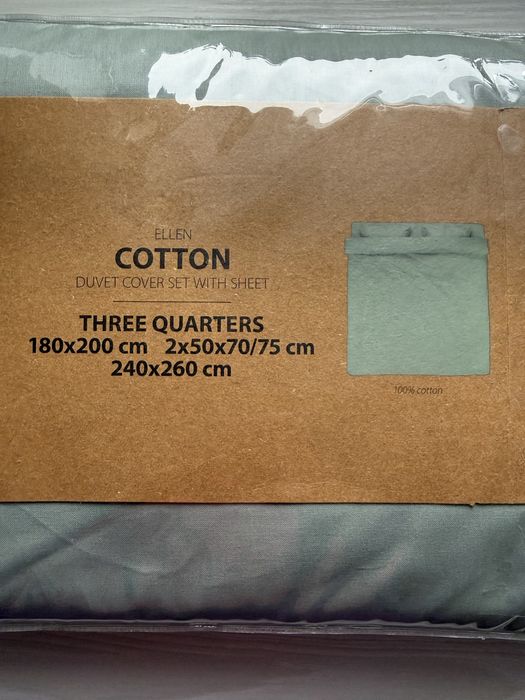 ELLEN
COTTON
DUVET COVER SET WITH SHEET
THREE QUARTERS
180x200 cm 2x50x70/75 cm
240x260 cm
100% cotton